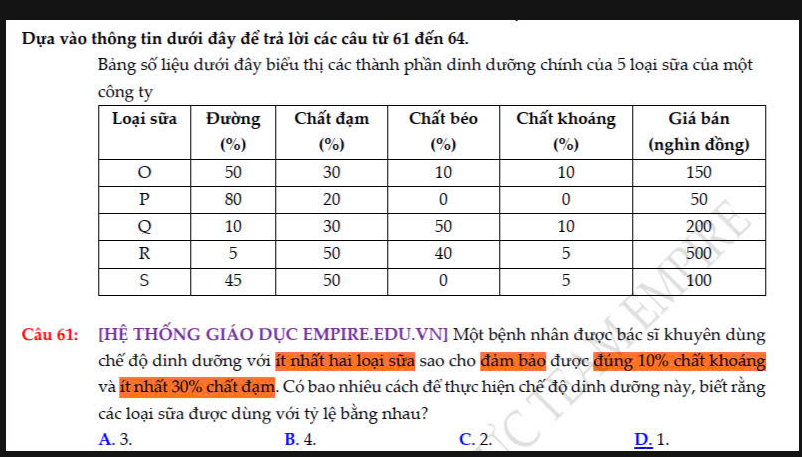 Dựa vào thông tin dưới đây để trả lời các câu từ 61 đến 64.
Bảng số liệu dưới đây biểu thị các thành phần dinh dưỡng chính của 5 loại sữa của một
công ty
Loại sữa Đường (%) Chất đạm (%) Chất béo (%) Chất khoáng (%) Giá bán (nghìn đồng)
O 50 30 10 10 150
P 80 20 0 0 50
Q 10 30 50 10 200
R 5 50 40 5 500
S 45 50 0 5 100
Câu 61: [HỆ THỐNG GIÁO DỤC EMPIRE.EDU.VN] Một bệnh nhân được bác sĩ khuyên dùng
chế độ dinh dưỡng với ít nhất hai loại sữa sao cho đảm bảo được đúng 10% chất khoáng
và ít nhất 30% chất đạm. Có bao nhiêu cách để thực hiện chế độ dinh dưỡng này, biết rằng
các loại sữa được dùng với tỷ lệ bằng nhau?
A. 3. B. 4. C. 2. D. 1.
TEAM EMPIRE